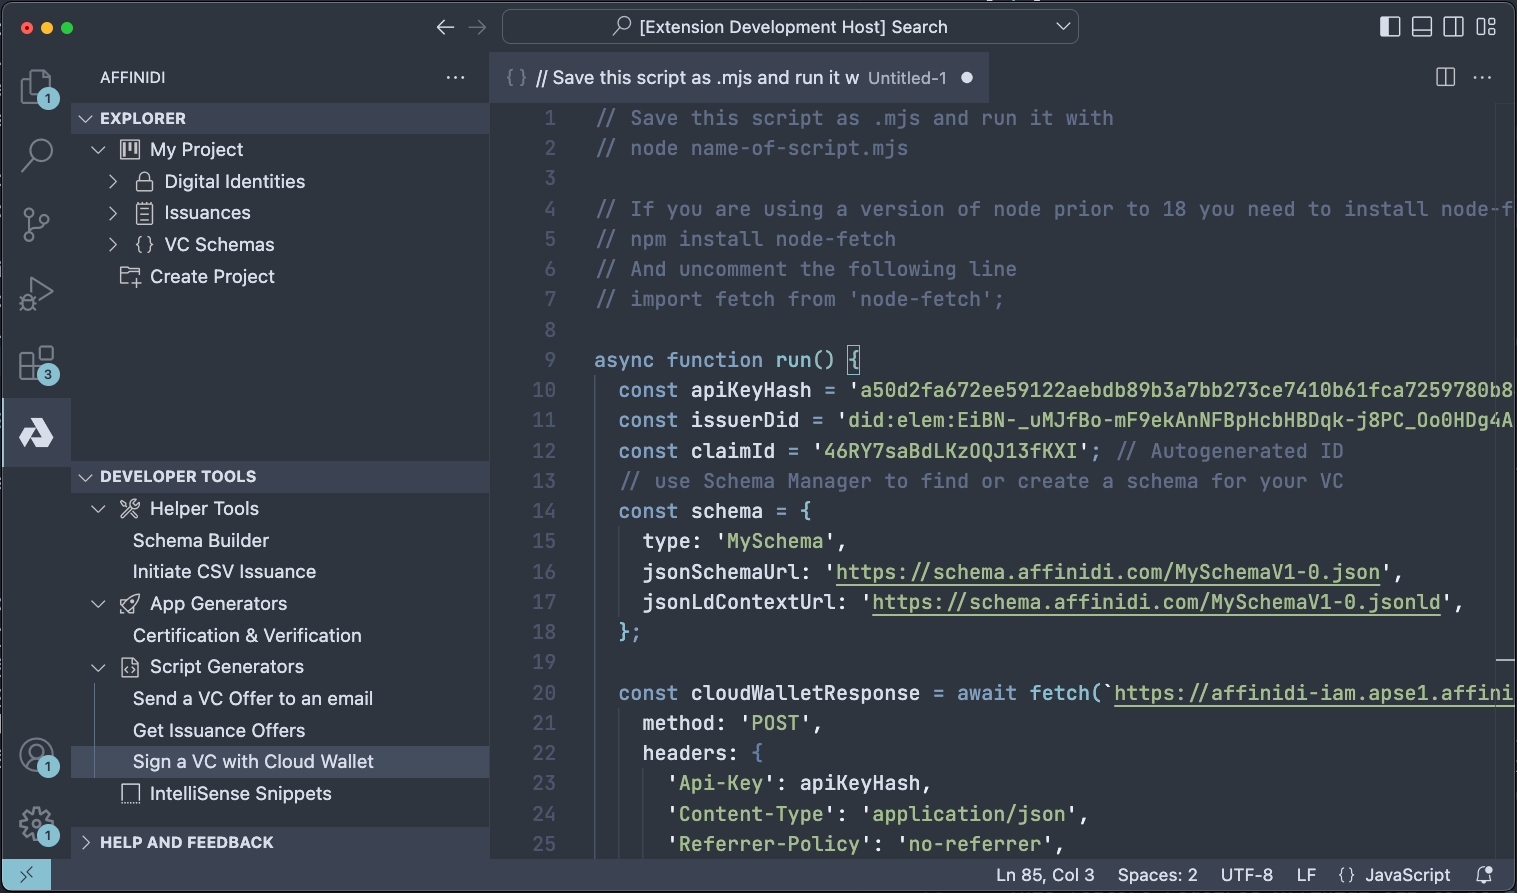 [Extension Development Host] Search
AFFINIDI
EXPLORER
My Project
Digital Identities
Issuances
VC Schemas
Create Project
DEVELOPER TOOLS
Helper Tools
Schema Builder
Initiate CSV Issuance
App Generators
Certification & Verification
Script Generators
Send a VC Offer to an email
Get Issuance Offers
Sign a VC with Cloud Wallet
IntelliSense Snippets
HELP AND FEEDBACK
1
3
1
1
{ } // Save this script as .mjs and run it w Untitled-1
1 // Save this script as .mjs and run it with
2 // node name-of-script.mjs
3
4 // If you are using a version of node prior to 18 you need to install node-f
5 // npm install node-fetch
6 // And uncomment the following line
7 // import fetch from 'node-fetch';
8
9 async function run() {
10 const apiKeyHash = 'a50d2fa672ee59122aebdb89b3a7bb273ce7410b61fca7259780b8
11 const issuerDid = 'did:elem:EiBN-_uMJfBo-mF9ekAnNFBpHcbHBDqk-j8PC_Oo0HDg4A
12 const claimId = '46RY7saBdLKzOQJ13fKXI'; // Autogenerated ID
13 // use Schema Manager to find or create a schema for your VC
14 const schema = {
15 type: 'MySchema',
16 jsonSchemaUrl: 'https://schema.affinidi.com/MySchemaV1-0.json',
17 jsonLdContextUrl: 'https://schema.affinidi.com/MySchemaV1-0.jsonld',
18 };
19
20 const cloudWalletResponse = await fetch(`https://affinidi-iam.apse1.affini
21 method: 'POST',
22 headers: {
23 'Api-Key': apiKeyHash,
24 'Content-Type': 'application/json',
25 'Referrer-Policy': 'no-referrer',
Ln 85, Col 3 Spaces: 2 UTF-8 LF { } JavaScript